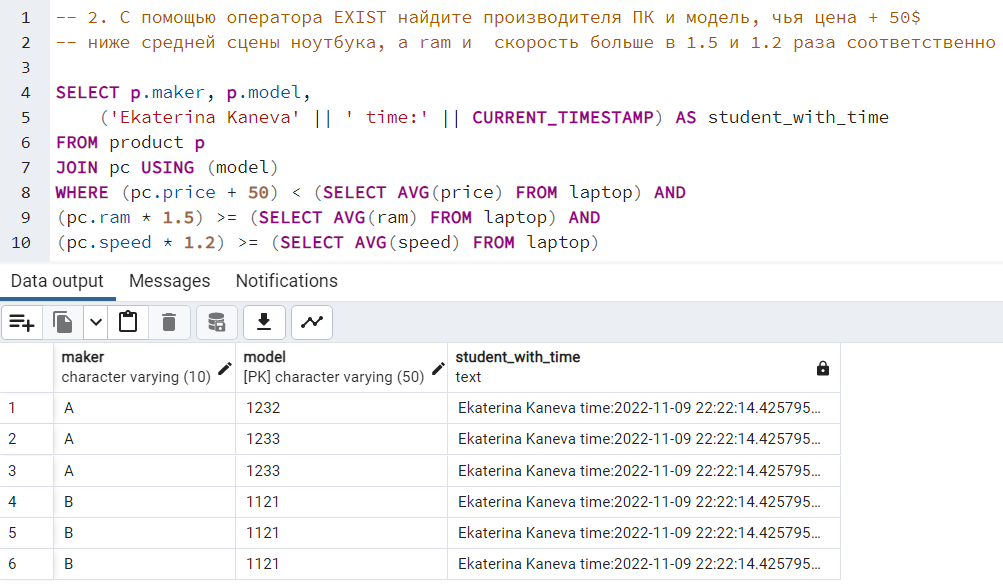 1 -- 2. С помощью оператора EXIST найдите производителя ПК и модель, чья цена + 50$
2 -- ниже средней сцены ноутбука, а ram и  скорость больше в 1.5 и 1.2 раза соответственно
3
4 SELECT p.maker, p.model,
5     ('Ekaterina Kaneva' || ' time:' || CURRENT_TIMESTAMP) AS student_with_time
6 FROM product p
7 JOIN pc USING (model)
8 WHERE (pc.price + 50) < (SELECT AVG(price) FROM laptop) AND
9 (pc.ram * 1.5) >= (SELECT AVG(ram) FROM laptop) AND
10 (pc.speed * 1.2) >= (SELECT AVG(speed) FROM laptop)
Data output Messages Notifications
maker model student_with_time
character varying (10) [PK] character varying (50) text
1 A 1232 Ekaterina Kaneva time:2022-11-09 22:22:14.425795...
2 A 1233 Ekaterina Kaneva time:2022-11-09 22:22:14.425795...
3 A 1233 Ekaterina Kaneva time:2022-11-09 22:22:14.425795...
4 B 1121 Ekaterina Kaneva time:2022-11-09 22:22:14.425795...
5 B 1121 Ekaterina Kaneva time:2022-11-09 22:22:14.425795...
6 B 1121 Ekaterina Kaneva time:2022-11-09 22:22:14.425795...